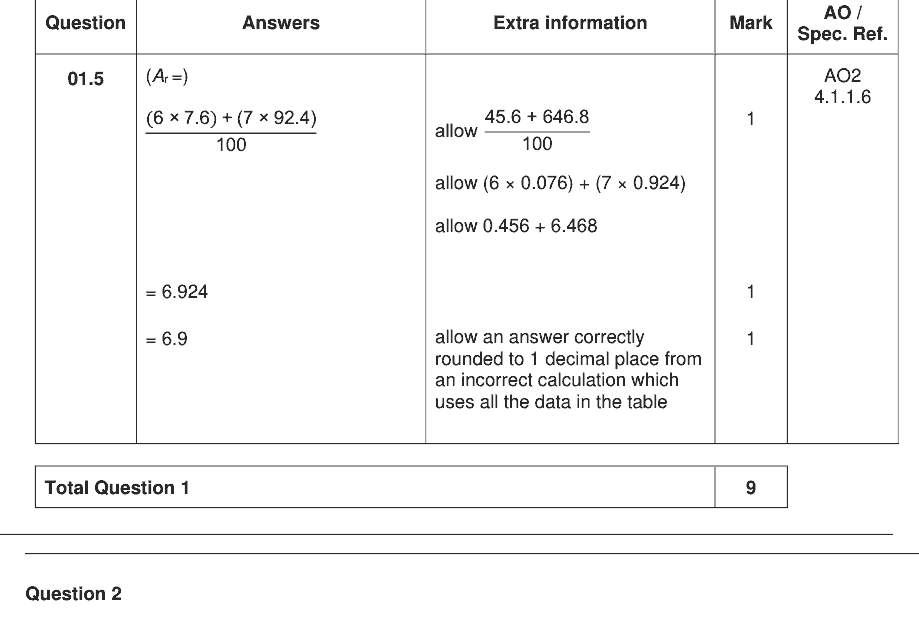 Question Answers Extra information Mark AO / Spec. Ref.
01.5 (Ar =) AO2
4.1.1.6
(6 × 7.6) + (7 × 92.4)
100
allow 45.6 + 646.8
100
1
allow (6 × 0.076) + (7 × 0.924)
allow 0.456 + 6.468
= 6.924 1
= 6.9 allow an answer correctly 1
rounded to 1 decimal place from
an incorrect calculation which
uses all the data in the table
Total Question 1 9
Question 2